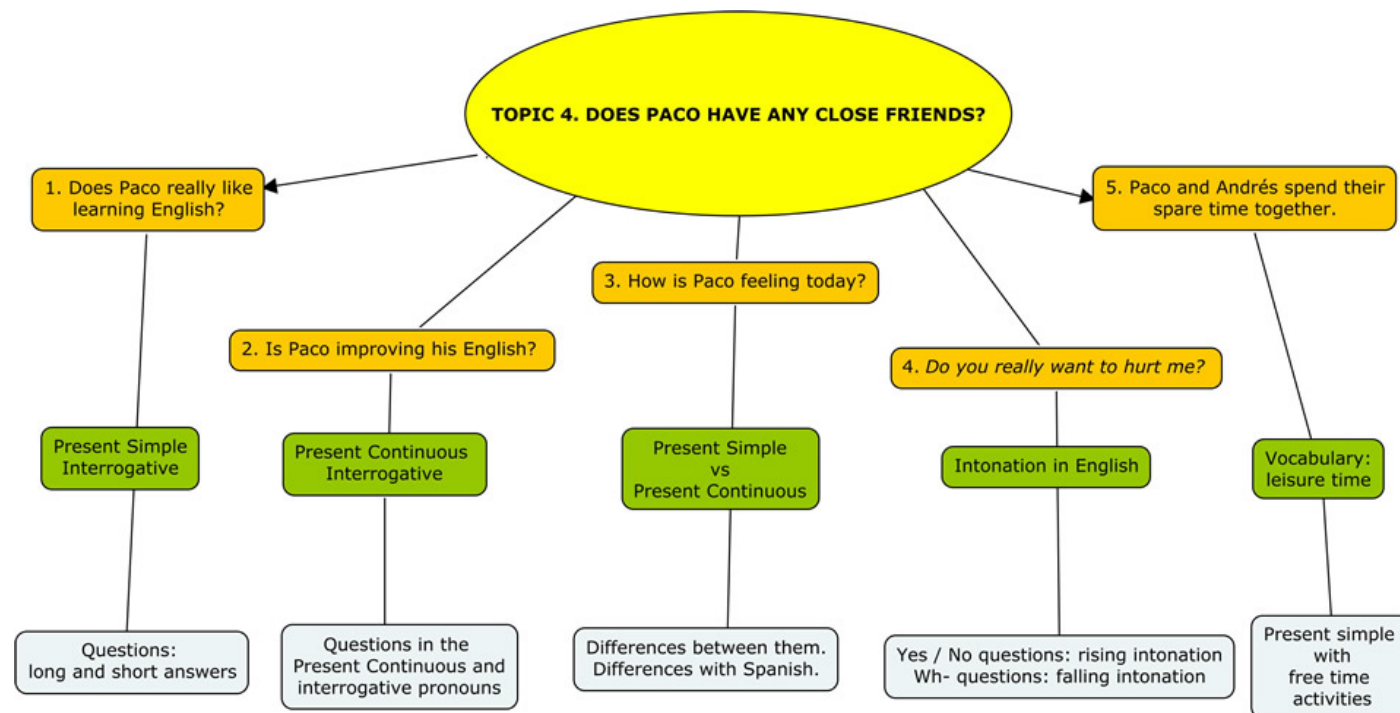 TOPIC 4. DOES PACO HAVE ANY CLOSE FRIENDS?
1. Does Paco really like
learning English?
Present Simple
Interrogative
Questions:
long and short answers
2. Is Paco improving his English?
Present Continuous
Interrogative
Questions in the
Present Continuous and
interrogative pronouns
3. How is Paco feeling today?
Present Simple
vs
Present Continuous
Differences between them.
Differences with Spanish.
4. Do you really want to hurt me?
Intonation in English
Yes / No questions: rising intonation
Wh- questions: falling intonation
5. Paco and Andrés spend their
spare time together.
Vocabulary:
leisure time
Present simple
with
free time
activities